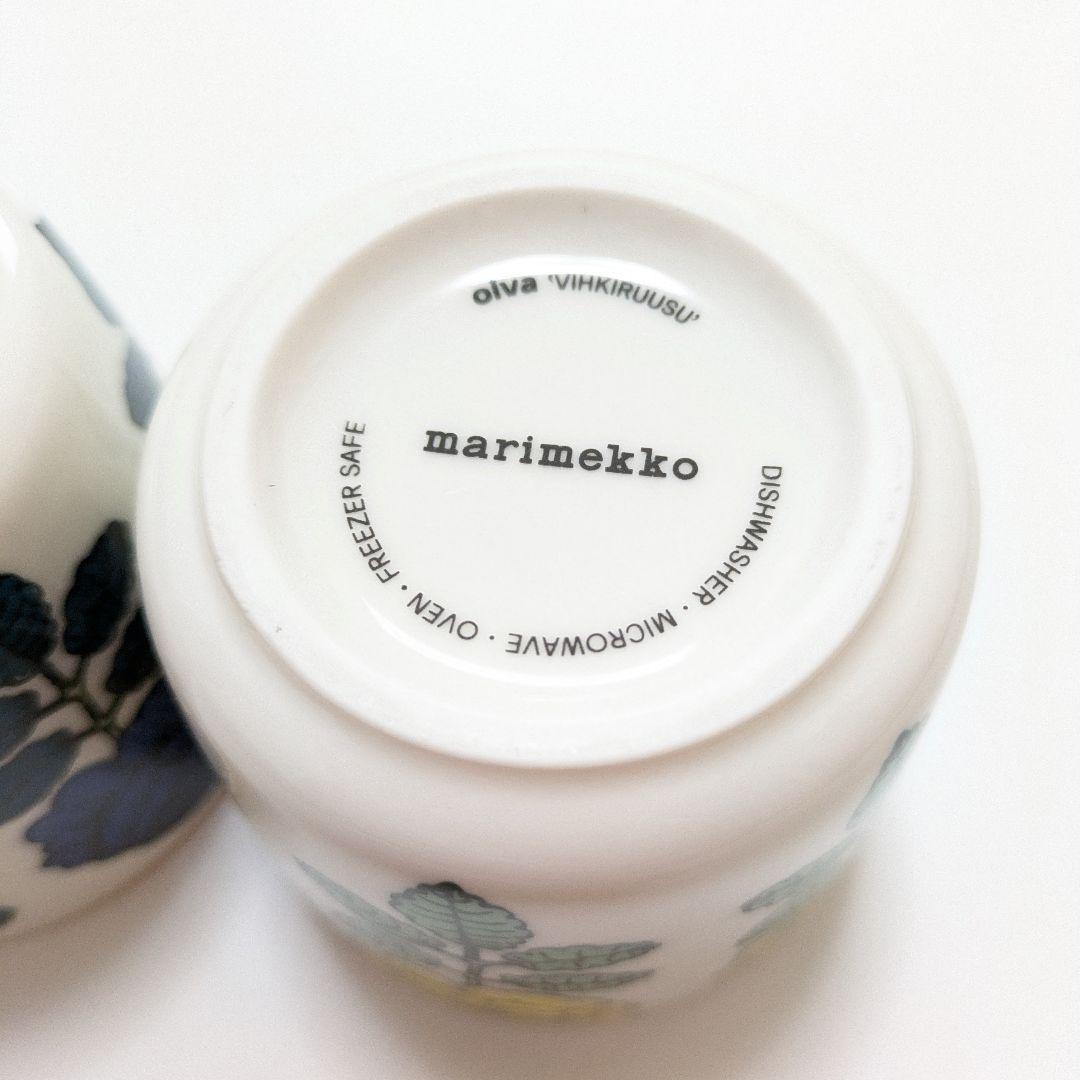 oiva ‘VIHKIRUUSU’
marimekko
DISHWASHER · MICROWAVE · OVEN · FREEZER SAFE